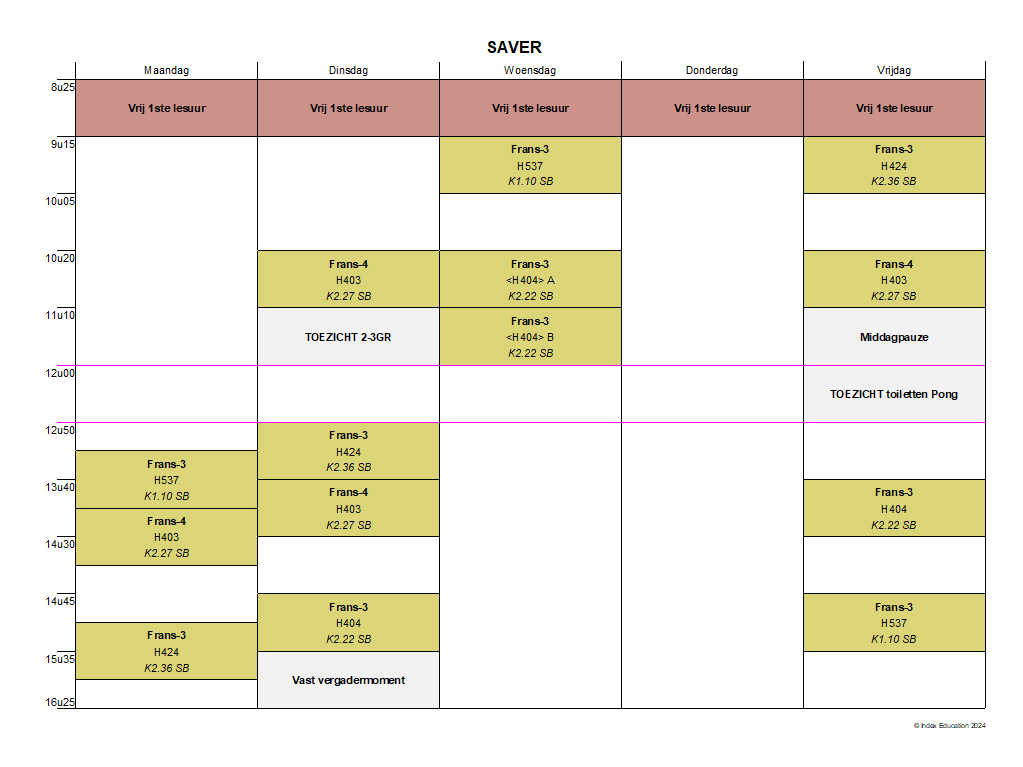 SAVER
Maandag Dinsdag Woensdag Donderdag Vrijdag
8u25
Vrij 1ste lesuur Vrij 1ste lesuur Vrij 1ste lesuur Vrij 1ste lesuur Vrij 1ste lesuur
9u15
Frans-3 Frans-3
H537 H424
K1.10 SB K2.36 SB
10u05
10u20
Frans-4 Frans-3 Frans-4
H403 <H404> A H403
K2.27 SB K2.22 SB K2.27 SB
11u10
Frans-3
TOEZICHT 2-3GR <H404> B Middagpauze
K2.22 SB
12u00
TOEZICHT toiletten Pong
12u50
Frans-3
H424
Frans-3 K2.36 SB
H537
13u40
K1.10 SB Frans-4 Frans-3
H403 H404
Frans-4 K2.27 SB K2.22 SB
H403
14u30
K2.27 SB
14u45
Frans-3 Frans-3
H404 H537
Frans-3 K2.22 SB K1.10 SB
H424
15u35
K2.36 SB
Vast vergadermoment
16u25
© Index Education 2024